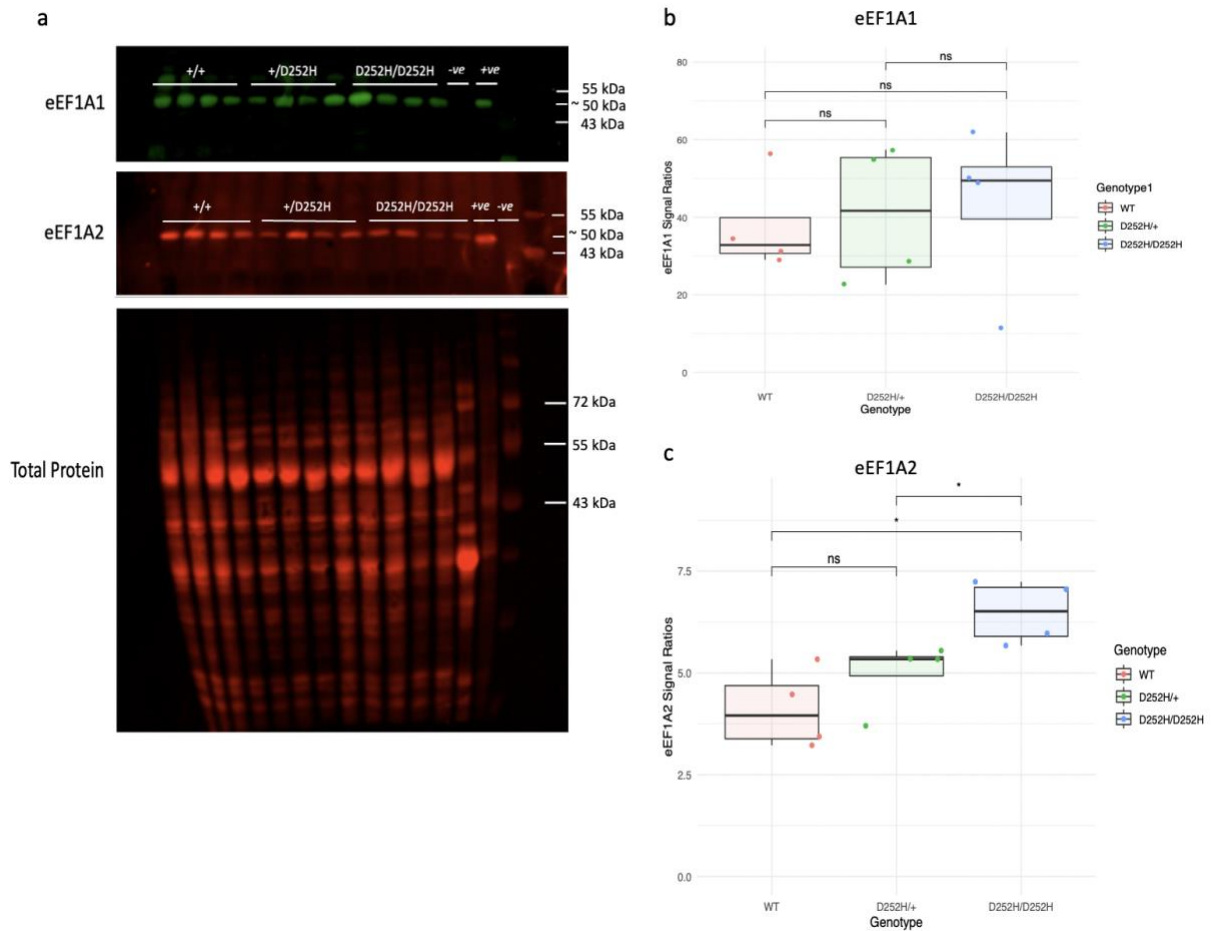 a
+/+ +/D252H D252H/D252H -ve +ve
eEF1A1
55 kDa
~ 50 kDa
43 kDa
+/+ +/D252H D252H/D252H +ve -ve
eEF1A2
55 kDa
~ 50 kDa
43 kDa
Total Protein
72 kDa
55 kDa
43 kDa
b
eEF1A1
ns
ns
ns
eEF1A1 Signal Ratios
80
60
40
20
0
WT D252H/+ D252H/D252H
Genotype
Genotype1
WT
D252H/+
D252H/D252H
c
eEF1A2
*
*
ns
eEF1A2 Signal Ratios
7.5
5.0
2.5
0.0
WT D252H/+ D252H/D252H
Genotype
Genotype
WT
D252H/+
D252H/D252H